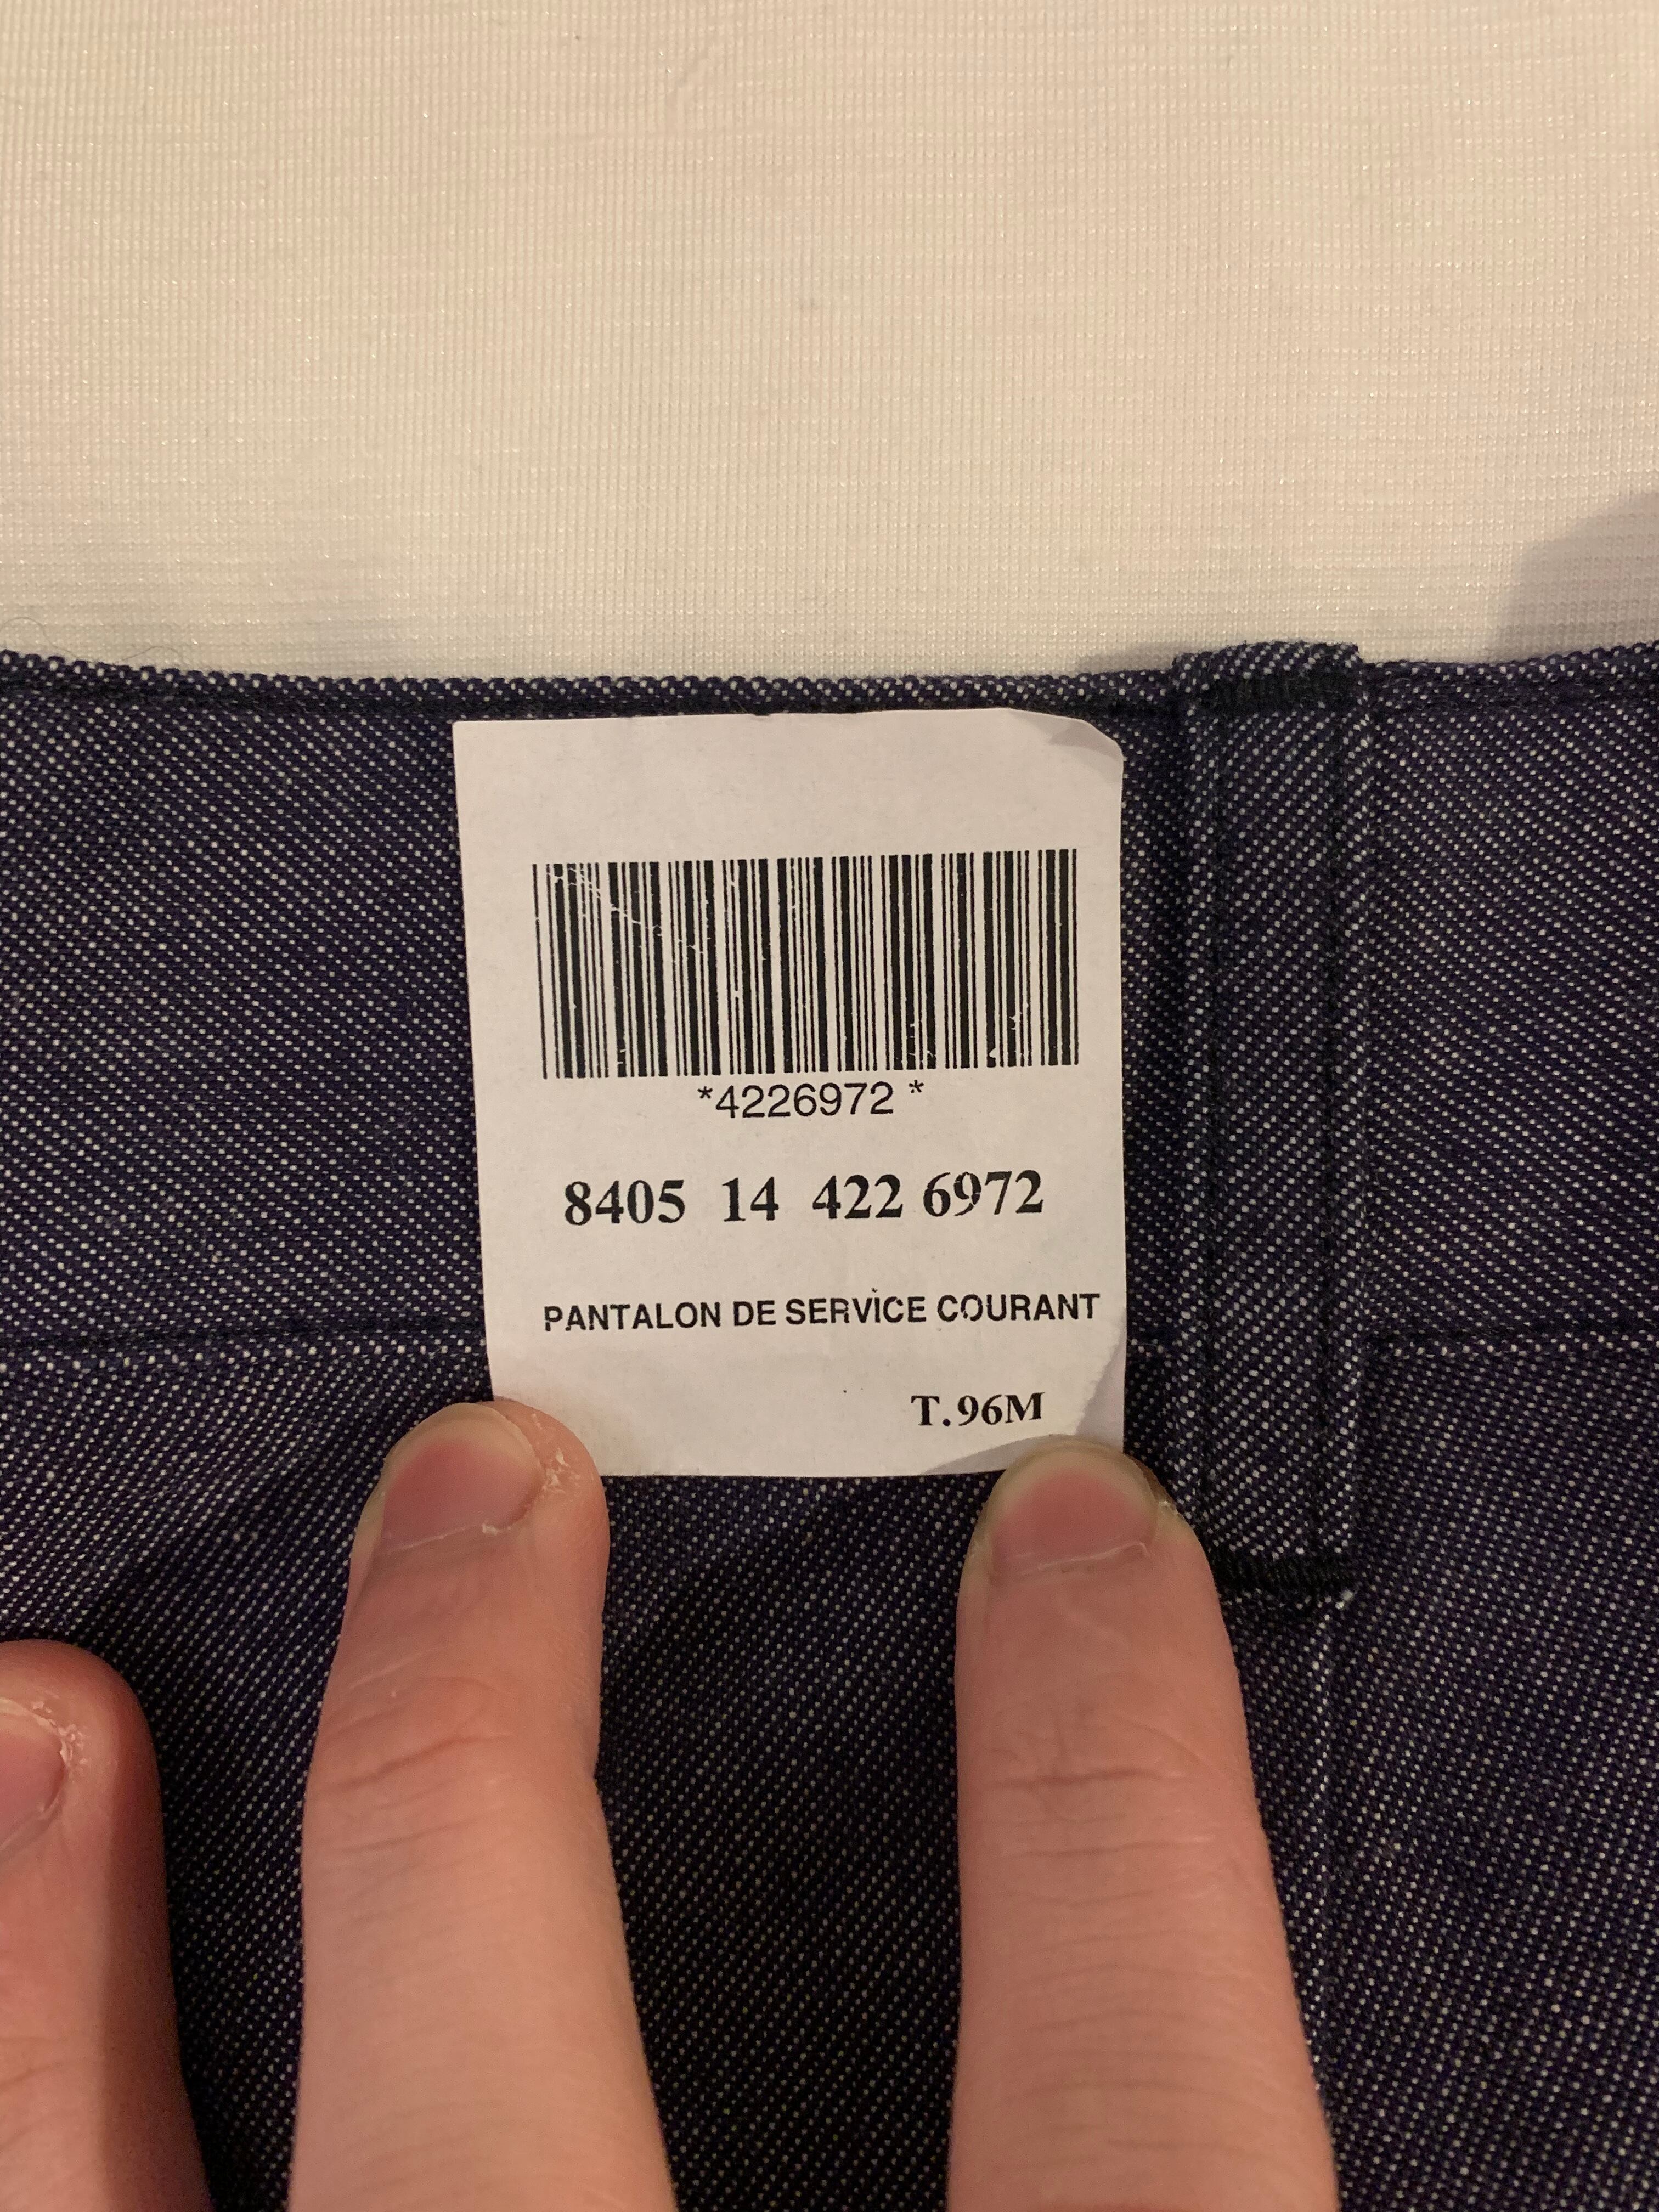 *4226972 *
8405 14 422 6972
PANTALON DE SERVICE COURANT
T.96M